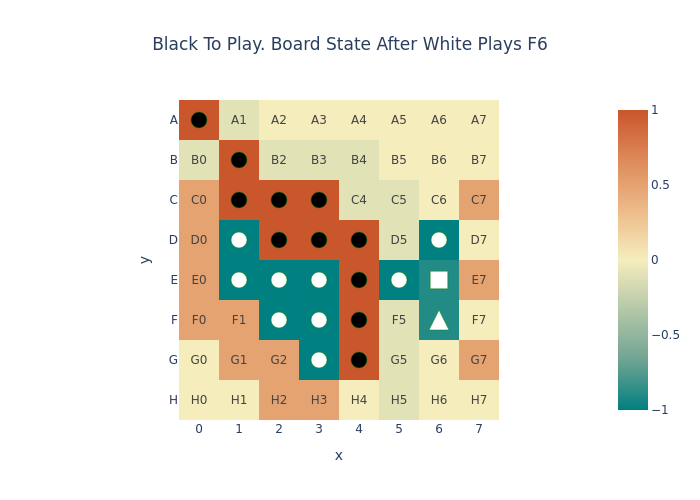 Black To Play. Board State After White Plays F6
A A1 A2 A3 A4 A5 A6 A7
B B0 B2 B3 B4 B5 B6 B7
C C0 C4 C5 C6 C7
D D0 D5 D7
E E0 E7
F F0 F1 F5 F7
G G0 G1 G2 G5 G6 G7
H H0 H1 H2 H3 H4 H5 H6 H7
0 1 2 3 4 5 6 7
x
y
1
0.5
0
−0.5
−1